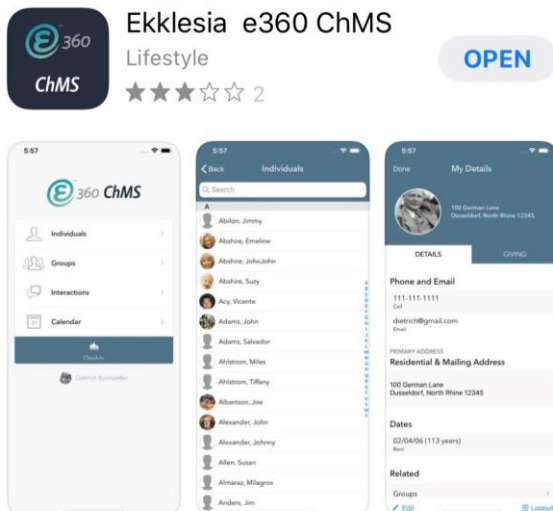 Ekklesia e360 ChMS
Lifestyle
2
OPEN
e 360
ChMS
5:57
e 360 ChMS
Individuals
Groups
Interactions
Calendar
31
Check-In
5:57
Back
Individuals
Search
A
Abilon, Jimmy
Abshire, Emeline
Abshire, JohnJohn
Abshire, Suzy
Acy, Vicente
Adams, John
Adams, Salvador
Ahlstrom, Miles
Ahlstrom, Tiffany
Albertson, Joe
Alexander, John
Alexander, Johnny
Allen, Susan
Almaraz, Milagros
Anders, Jim
5:57
Done
My Details
100 German Lane
Dusseldorf, North Rhine 12345
DETAILS
GIVING
Phone and Email
111-111-1111
Cell
dietrich@gmail.com
Email
PRIMARY ADDRESS
Residential & Mailing Address
100 German Lane
Dusseldorf, North Rhine 12345
Dates
02/04/06 (113 years)
Born
Related
Groups
Edit
Logout